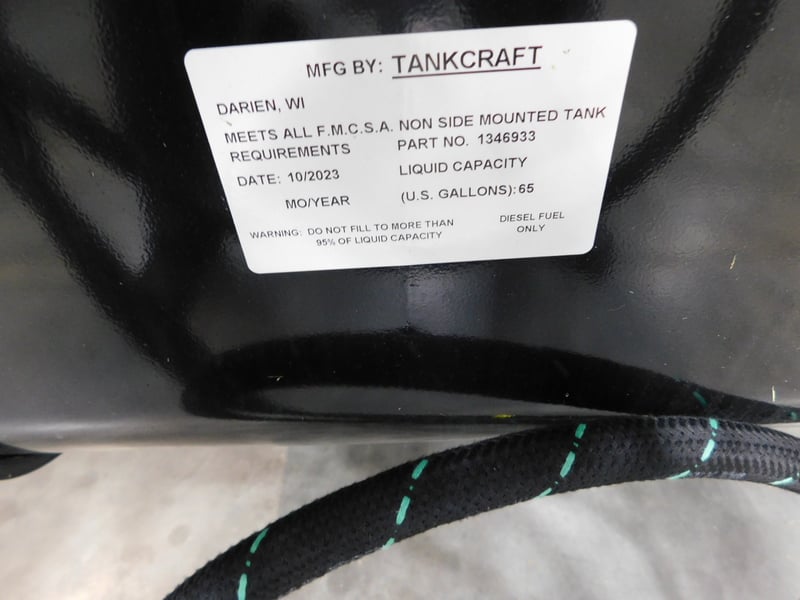 MFG BY: TANKCRAFT
DARIEN, WI
MEETS ALL F.M.C.S.A. NON SIDE MOUNTED TANK
REQUIREMENTS PART NO. 1346933
DATE: 10/2023 LIQUID CAPACITY
MO/YEAR (U.S. GALLONS): 65
WARNING: DO NOT FILL TO MORE THAN
95% OF LIQUID CAPACITY
DIESEL FUEL
ONLY